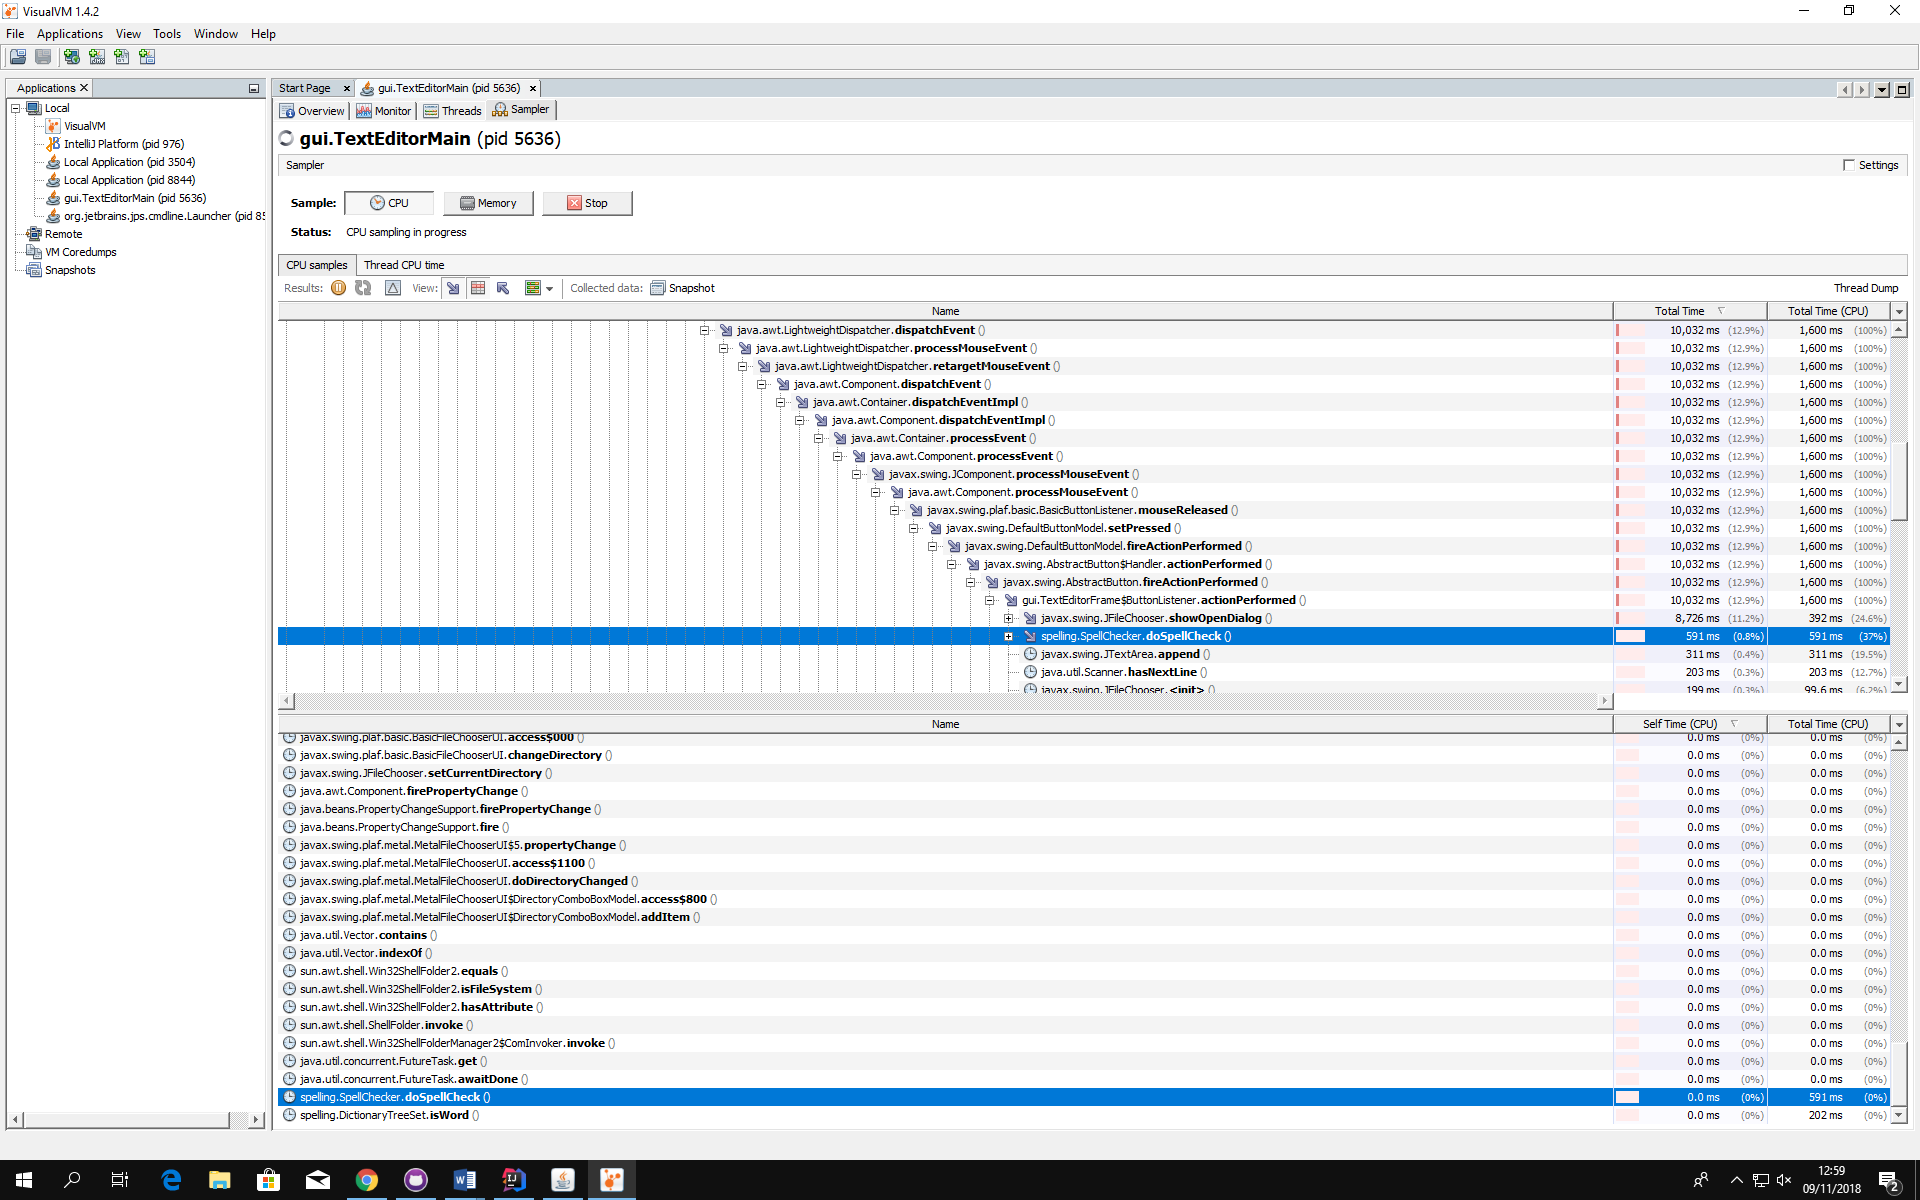 VisualVM 1.4.2
File Applications View Tools Window Help
Applications
Local
VisualVM
IntelliJ Platform (pid 976)
Local Application (pid 3504)
Local Application (pid 8844)
gui.TextEditorMain (pid 5636)
org.jetbrains.jps.cmdline.Launcher (pid 85
Remote
VM Coredumps
Snapshots
Start Page gui.TextEditorMain (pid 5636)
Overview Monitor Threads Sampler
gui.TextEditorMain (pid 5636)
Sampler Settings
Sample: CPU Memory Stop
Status: CPU sampling in progress
CPU samples Thread CPU time
Results: View: Collected data: Snapshot Thread Dump
Name Total Time Total Time (CPU)
java.awt.LightweightDispatcher.dispatchEvent () 10,032 ms (12.9%) 1,600 ms (100%)
java.awt.LightweightDispatcher.processMouseEvent () 10,032 ms (12.9%) 1,600 ms (100%)
java.awt.LightweightDispatcher.retargetMouseEvent () 10,032 ms (12.9%) 1,600 ms (100%)
java.awt.Component.dispatchEvent () 10,032 ms (12.9%) 1,600 ms (100%)
java.awt.Container.dispatchEventImpl () 10,032 ms (12.9%) 1,600 ms (100%)
java.awt.Component.dispatchEventImpl () 10,032 ms (12.9%) 1,600 ms (100%)
java.awt.Container.processEvent () 10,032 ms (12.9%) 1,600 ms (100%)
java.awt.Component.processEvent () 10,032 ms (12.9%) 1,600 ms (100%)
javax.swing.JComponent.processMouseEvent () 10,032 ms (12.9%) 1,600 ms (100%)
java.awt.Component.processMouseEvent () 10,032 ms (12.9%) 1,600 ms (100%)
javax.swing.plaf.basic.BasicButtonListener.mouseReleased () 10,032 ms (12.9%) 1,600 ms (100%)
javax.swing.DefaultButtonModel.setPressed () 10,032 ms (12.9%) 1,600 ms (100%)
javax.swing.DefaultButtonModel.fireActionPerformed () 10,032 ms (12.9%) 1,600 ms (100%)
javax.swing.AbstractButton$Handler.actionPerformed () 10,032 ms (12.9%) 1,600 ms (100%)
javax.swing.AbstractButton.fireActionPerformed () 10,032 ms (12.9%) 1,600 ms (100%)
gui.TextEditorFrame$ButtonListener.actionPerformed () 10,032 ms (12.9%) 1,600 ms (100%)
javax.swing.JFileChooser.showOpenDialog () 8,726 ms (11.2%) 392 ms (24.6%)
spelling.SpellChecker.doSpellCheck () 591 ms (0.8%) 591 ms (37%)
javax.swing.JTextArea.append () 311 ms (0.4%) 311 ms (19.5%)
java.util.Scanner.hasNextLine () 203 ms (0.3%) 203 ms (12.7%)
javax.swing.JFileChooser.<init> () 199 ms (0.3%) 99.6 ms (6.2%)
Name Self Time (CPU) Total Time (CPU)
javax.swing.plaf.basic.BasicFileChooserUI.access$000 () 0.0 ms (0%) 0.0 ms (0%)
javax.swing.plaf.basic.BasicFileChooserUI.changeDirectory () 0.0 ms (0%) 0.0 ms (0%)
javax.swing.JFileChooser.setCurrentDirectory () 0.0 ms (0%) 0.0 ms (0%)
java.awt.Component.firePropertyChange () 0.0 ms (0%) 0.0 ms (0%)
java.beans.PropertyChangeSupport.firePropertyChange () 0.0 ms (0%) 0.0 ms (0%)
java.beans.PropertyChangeSupport.fire () 0.0 ms (0%) 0.0 ms (0%)
javax.swing.plaf.metal.MetalFileChooserUI$5.propertyChange () 0.0 ms (0%) 0.0 ms (0%)
javax.swing.plaf.metal.MetalFileChooserUI.access$1100 () 0.0 ms (0%) 0.0 ms (0%)
javax.swing.plaf.metal.MetalFileChooserUI.doDirectoryChanged () 0.0 ms (0%) 0.0 ms (0%)
javax.swing.plaf.metal.MetalFileChooserUI$DirectoryComboBoxModel.access$800 () 0.0 ms (0%) 0.0 ms (0%)
javax.swing.plaf.metal.MetalFileChooserUI$DirectoryComboBoxModel.addItem () 0.0 ms (0%) 0.0 ms (0%)
java.util.Vector.contains () 0.0 ms (0%) 0.0 ms (0%)
java.util.Vector.indexOf () 0.0 ms (0%) 0.0 ms (0%)
sun.awt.shell.Win32ShellFolder2.equals () 0.0 ms (0%) 0.0 ms (0%)
sun.awt.shell.Win32ShellFolder2.isFileSystem () 0.0 ms (0%) 0.0 ms (0%)
sun.awt.shell.Win32ShellFolder2.hasAttribute () 0.0 ms (0%) 0.0 ms (0%)
sun.awt.shell.ShellFolder.invoke () 0.0 ms (0%) 0.0 ms (0%)
sun.awt.shell.Win32ShellFolderManager2$ComInvoker.invoke () 0.0 ms (0%) 0.0 ms (0%)
java.util.concurrent.FutureTask.get () 0.0 ms (0%) 0.0 ms (0%)
java.util.concurrent.FutureTask.awaitDone () 0.0 ms (0%) 0.0 ms (0%)
spelling.SpellChecker.doSpellCheck () 0.0 ms (0%) 591 ms (0%)
spelling.DictionaryTreeSet.isWord () 0.0 ms (0%) 202 ms (0%)
12:59
09/11/2018
2